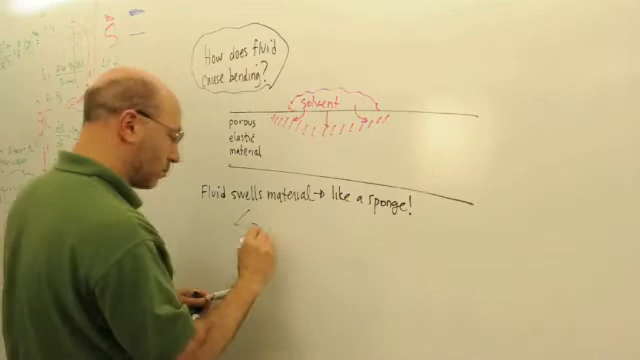 How does fluid
cause bending?
solvent
porous
elastic
material
Fluid swells material → like a sponge!